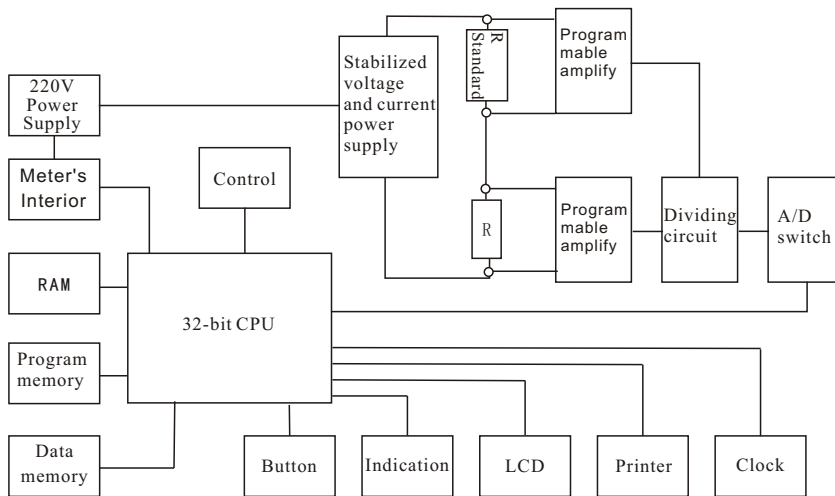 220V
Power
Supply
Stabilized
voltage
and current
power
supply
R
Standard
Program
mable
amplify
Meter's
Interior
Control
R
Program
mable
amplify
Dividing
circuit
A/D
switch
RAM
32-bit CPU
Program
memory
Data
memory
Button
Indication
LCD
Printer
Clock